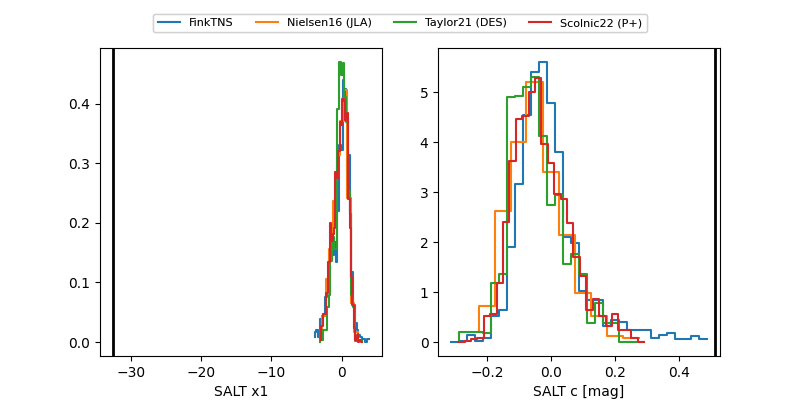 FinkTNS Nielsen16 (JLA) Taylor21 (DES) Scolnic22 (P+)
0.4
0.3
0.2
0.1
0.0
−30 −20 −10 0
SALT x1
5
4
3
2
1
0
−0.2 0.0 0.2 0.4
SALT c [mag]